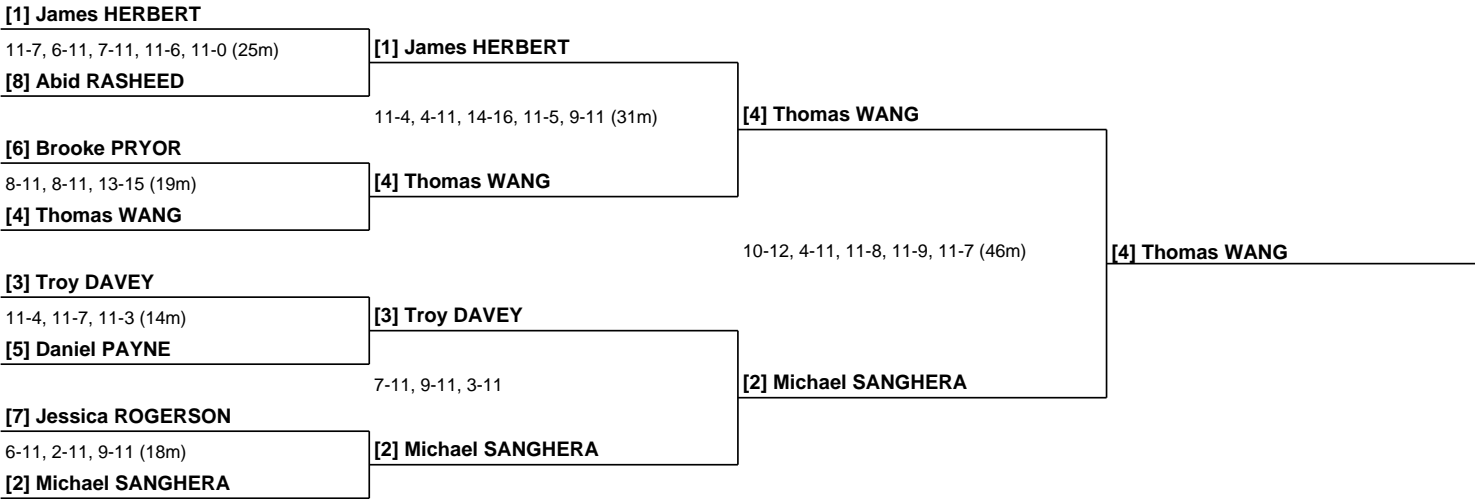 [1] James HERBERT
11-7, 6-11, 7-11, 11-6, 11-0 (25m)
[8] Abid RASHEED
[6] Brooke PRYOR
8-11, 8-11, 13-15 (19m)
[4] Thomas WANG
[3] Troy DAVEY
11-4, 11-7, 11-3 (14m)
[5] Daniel PAYNE
[7] Jessica ROGERSON
6-11, 2-11, 9-11 (18m)
[2] Michael SANGHERA
[1] James HERBERT
11-4, 4-11, 14-16, 11-5, 9-11 (31m)
[4] Thomas WANG
[3] Troy DAVEY
7-11, 9-11, 3-11
[2] Michael SANGHERA
[4] Thomas WANG
10-12, 4-11, 11-8, 11-9, 11-7 (46m)
[2] Michael SANGHERA
[4] Thomas WANG